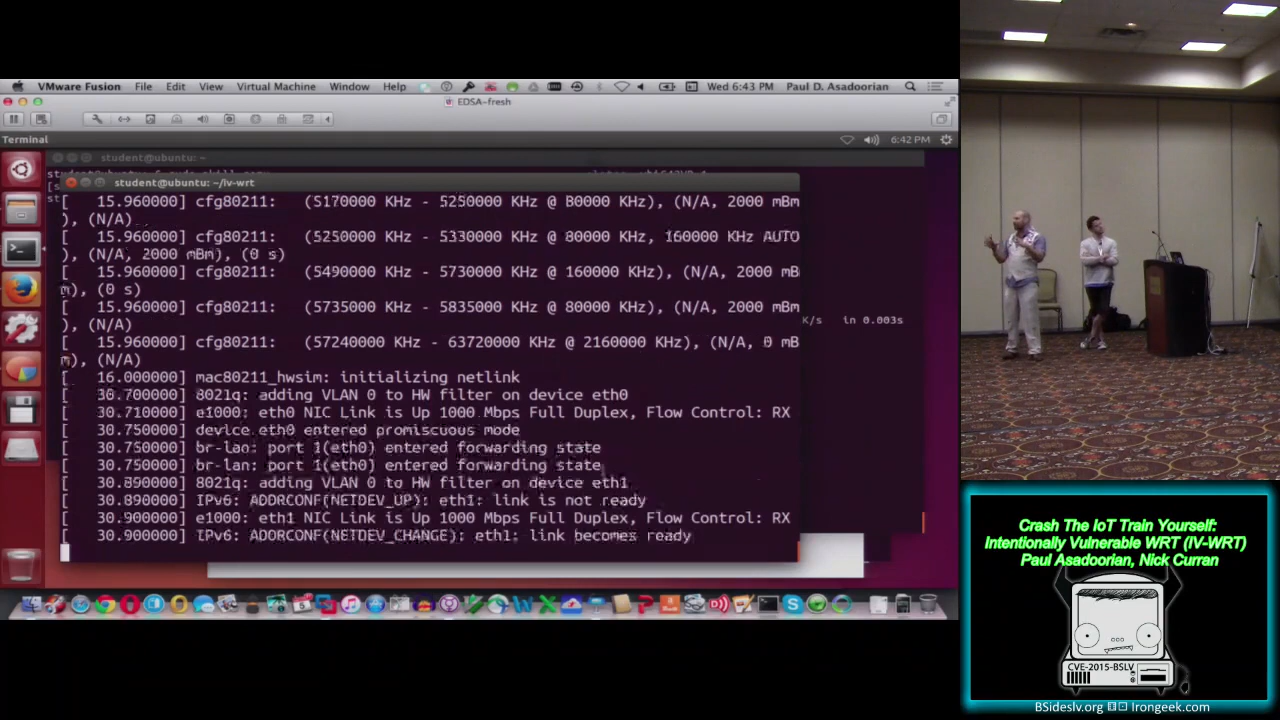 VMware Fusion File Edit View Virtual Machine Window Help Wed 6:43 PM Paul D. Asadoorian
EDSA-fresh
Terminal 6:42 PM
student@ubuntu: ~
student@ubuntu: ~/iv-wrt
[ 15.960000] cfg80211: (5170000 KHz - 5250000 KHz @ 80000 KHz), (N/A, 2000 mBm
), (N/A)
[ 15.960000] cfg80211: (5250000 KHz - 5330000 KHz @ 80000 KHz, 160000 KHz AUTO
), (N/A, 2000 mBm), (0 s)
[ 15.960000] cfg80211: (5490000 KHz - 5730000 KHz @ 160000 KHz), (N/A, 2000 mB
m), (0 s)
[ 15.960000] cfg80211: (5735000 KHz - 5835000 KHz @ 80000 KHz), (N/A, 2000 mBm
), (N/A)
K/s in 0.003s
[ 15.960000] cfg80211: (57240000 KHz - 63720000 KHz @ 2160000 KHz), (N/A, 0 mB
m), (N/A)
[ 16.000000] mac80211_hwsim: initializing netlink
[ 30.700000] 8021q: adding VLAN 0 to HW filter on device eth0
[ 30.710000] e1000: eth0 NIC Link is Up 1000 Mbps Full Duplex, Flow Control: RX
[ 30.750000] device eth0 entered promiscuous mode
[ 30.750000] br-lan: port 1(eth0) entered forwarding state
[ 30.750000] br-lan: port 1(eth0) entered forwarding state
[ 30.890000] 8021q: adding VLAN 0 to HW filter on device eth1
[ 30.890000] IPv6: ADDRCONF(NETDEV_UP): eth1: link is not ready
[ 30.900000] e1000: eth1 NIC Link is Up 1000 Mbps Full Duplex, Flow Control: RX
[ 30.900000] IPv6: ADDRCONF(NETDEV_CHANGE): eth1: link becomes ready
Crash The IoT Train Yourself:
Intentionally Vulnerable WRT (IV-WRT)
Paul Asadoorian, Nick Curran
CVE-2015-BSLV
BSideslv.org Irongeek.com